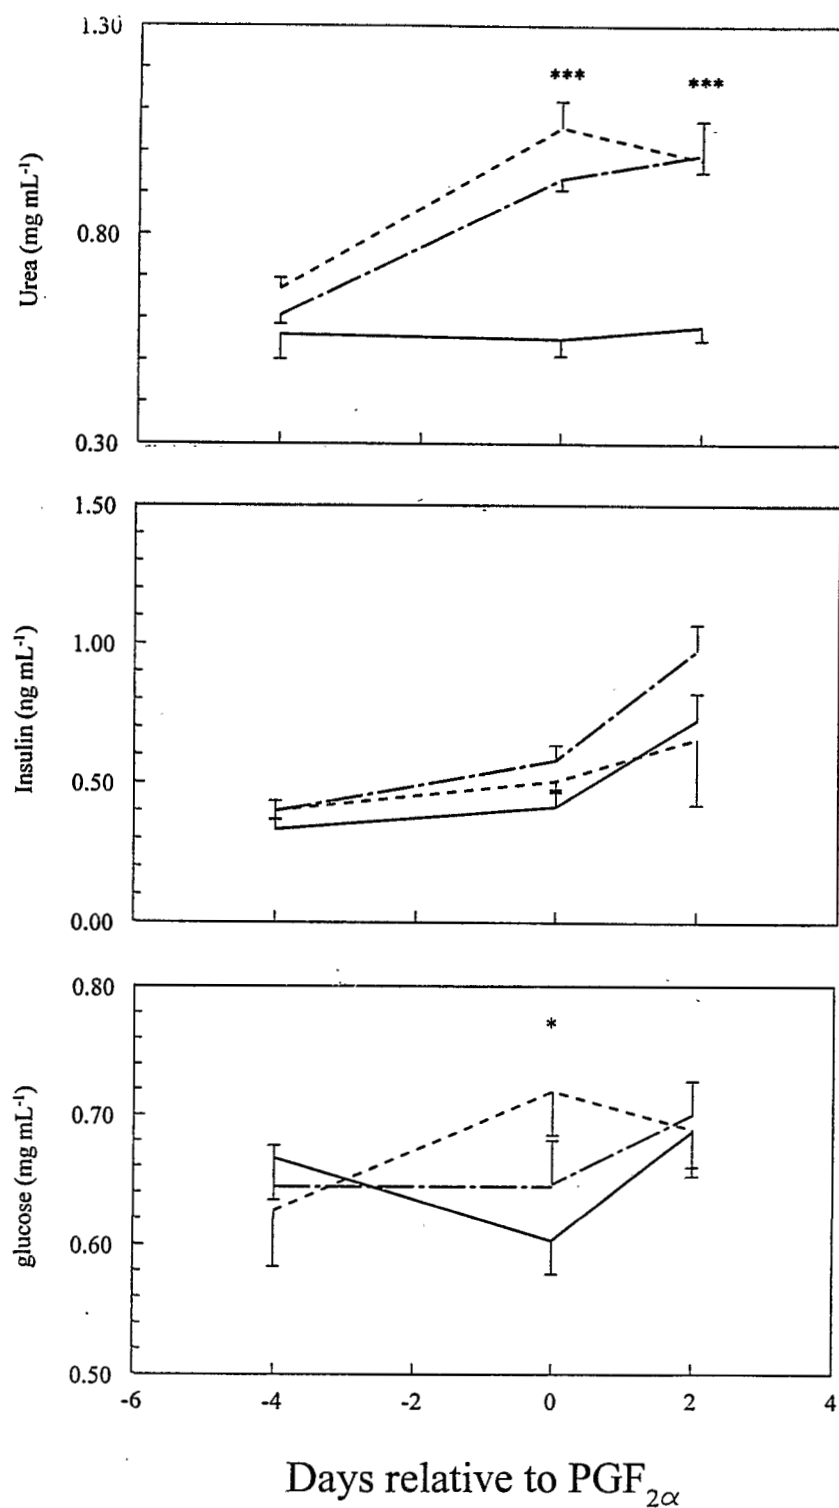 1.30
***
***
Urea (mg mL⁻¹)
0.80
0.30
1.50
Insulin (ng mL⁻¹)
1.00
0.50
0.00
0.80
*
glucose (mg mL⁻¹)
0.70
0.60
0.50
-6 -4 -2 0 2 4
Days relative to PGF₂α